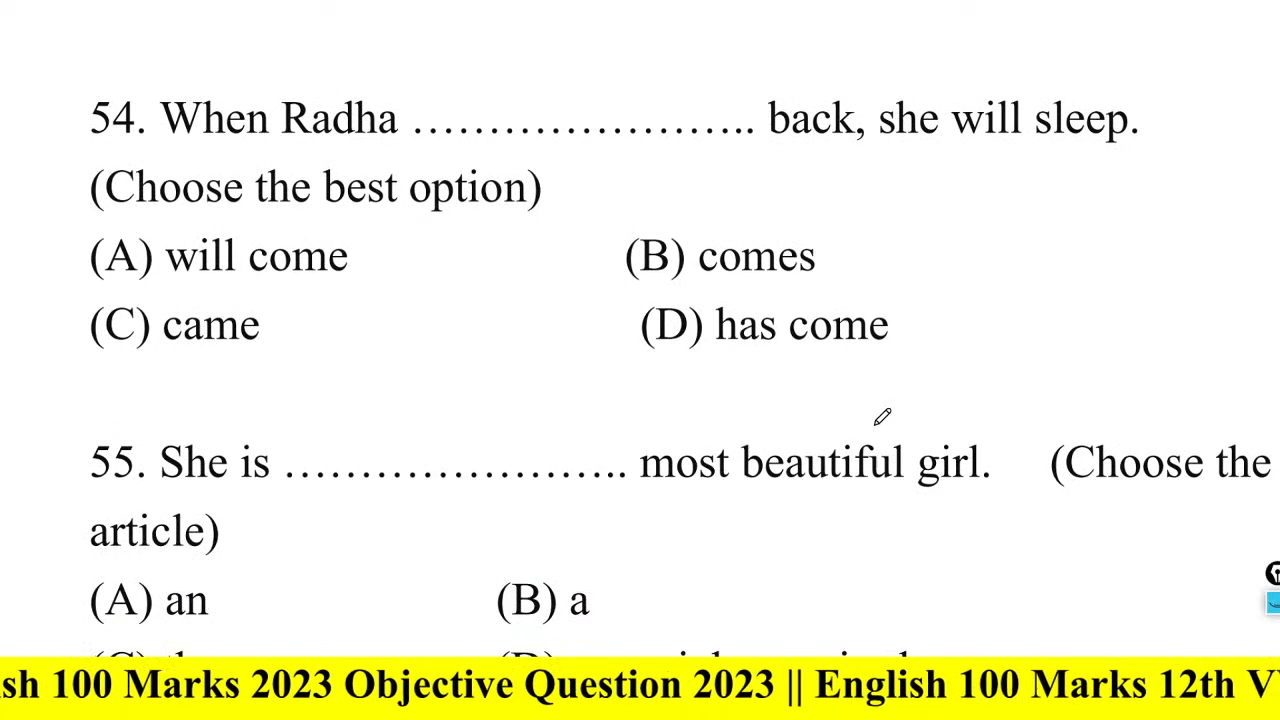 54. When Radha …………………….. back, she will sleep.
(Choose the best option)
(A) will come (B) comes
(C) came (D) has come
55. She is …………………….. most beautiful girl. (Choose the
article)
(A) an (B) a
(C) (D)
sh 100 Marks 2023 Objective Question 2023 || English 100 Marks 12th